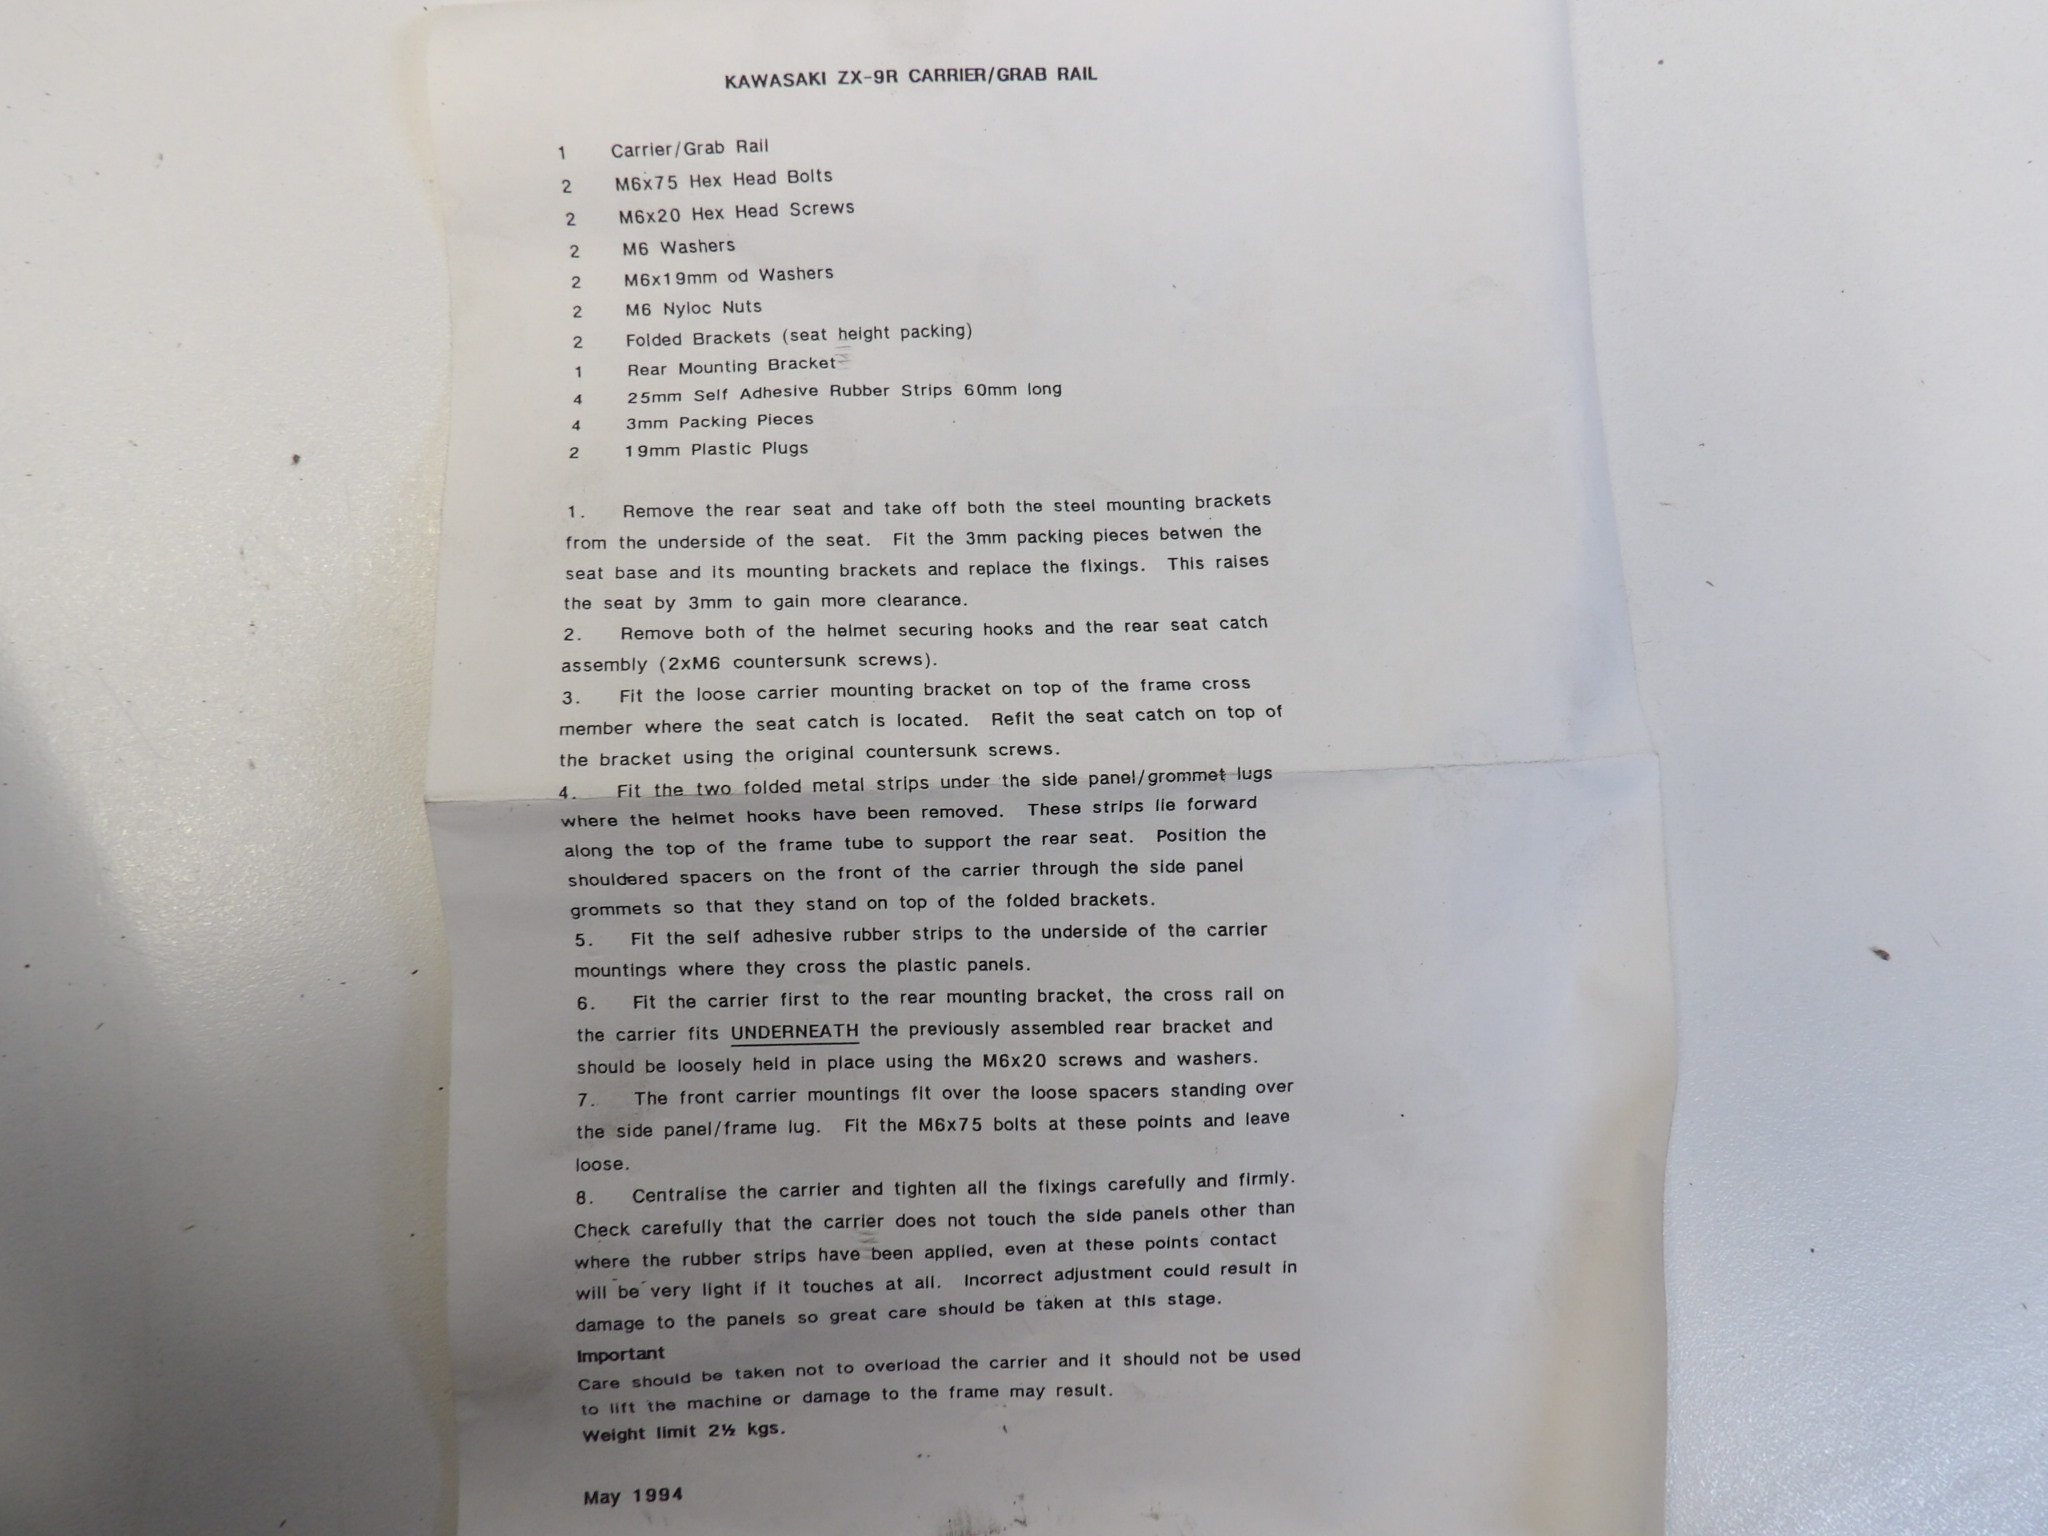 KAWASAKI ZX-9R CARRIER/GRAB RAIL
1 Carrier/Grab Rail
2 M6x75 Hex Head Bolts
2 M6x20 Hex Head Screws
2 M6 Washers
2 M6x19mm od Washers
2 M6 Nyloc Nuts
2 Folded Brackets (seat height packing)
1 Rear Mounting Bracket
4 25mm Self Adhesive Rubber Strips 60mm long
4 3mm Packing Pieces
2 19mm Plastic Plugs
1. Remove the rear seat and take off both the steel mounting brackets
from the underside of the seat. Fit the 3mm packing pieces betwen the
seat base and its mounting brackets and replace the fixings. This raises
the seat by 3mm to gain more clearance.
2. Remove both of the helmet securing hooks and the rear seat catch
assembly (2xM6 countersunk screws).
3. Fit the loose carrier mounting bracket on top of the frame cross
member where the seat catch is located. Refit the seat catch on top of
the bracket using the original countersunk screws.
4. Fit the two folded metal strips under the side panel/grommet lugs
where the helmet hooks have been removed. These strips lie forward
along the top of the frame tube to support the rear seat. Position the
shouldered spacers on the front of the carrier through the side panel
grommets so that they stand on top of the folded brackets.
5. Fit the self adhesive rubber strips to the underside of the carrier
mountings where they cross the plastic panels.
6. Fit the carrier first to the rear mounting bracket, the cross rail on
the carrier fits UNDERNEATH the previously assembled rear bracket and
should be loosely held in place using the M6x20 screws and washers.
7. The front carrier mountings fit over the loose spacers standing over
the side panel/frame lug. Fit the M6x75 bolts at these points and leave
loose.
8. Centralise the carrier and tighten all the fixings carefully and firmly.
Check carefully that the carrier does not touch the side panels other than
where the rubber strips have been applied, even at these points contact
will be very light if it touches at all. Incorrect adjustment could result in
damage to the panels so great care should be taken at this stage.
Important
Care should be taken not to overload the carrier and it should not be used
to lift the machine or damage to the frame may result.
Weight limit 2½ kgs.
May 1994